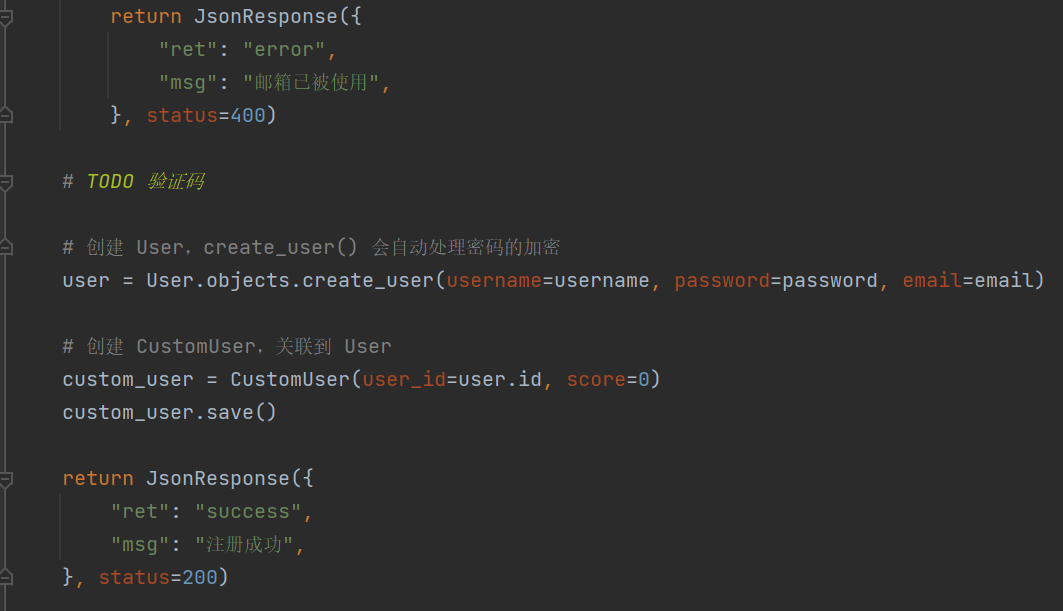 return JsonResponse({
"ret": "error",
"msg": "邮箱已被使用",
}, status=400)
# TODO 验证码
# 创建 User，create_user() 会自动处理密码的加密
user = User.objects.create_user(username=username, password=password, email=email)
# 创建 CustomUser，关联到 User
custom_user = CustomUser(user_id=user.id, score=0)
custom_user.save()
return JsonResponse({
"ret": "success",
"msg": "注册成功",
}, status=200)